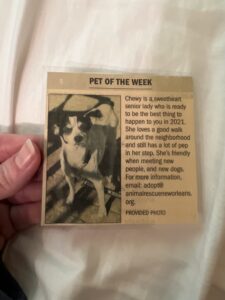 PET OF THE WEEK
Chewy is a sweetheart
senior lady who is ready
to be the best thing to
happen to you in 2021.
She loves a good walk
around the neighborhood
and still has a lot of pep
in her step. She's friendly
when meeting new
people, and new dogs.
For more information,
email: adopt@
animalrescueneworleans.
org.
PROVIDED PHOTO